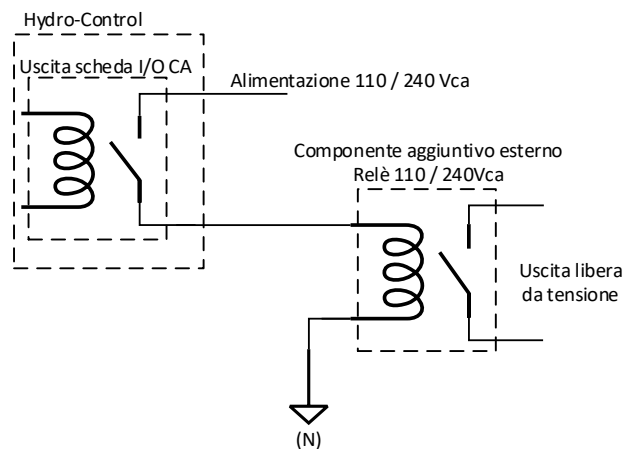 Hydro-Control
Uscita scheda I/O CA
Alimentazione 110 / 240 Vca
Componente aggiuntivo esterno
Relè 110 / 240Vca
Uscita libera
da tensione
(N)